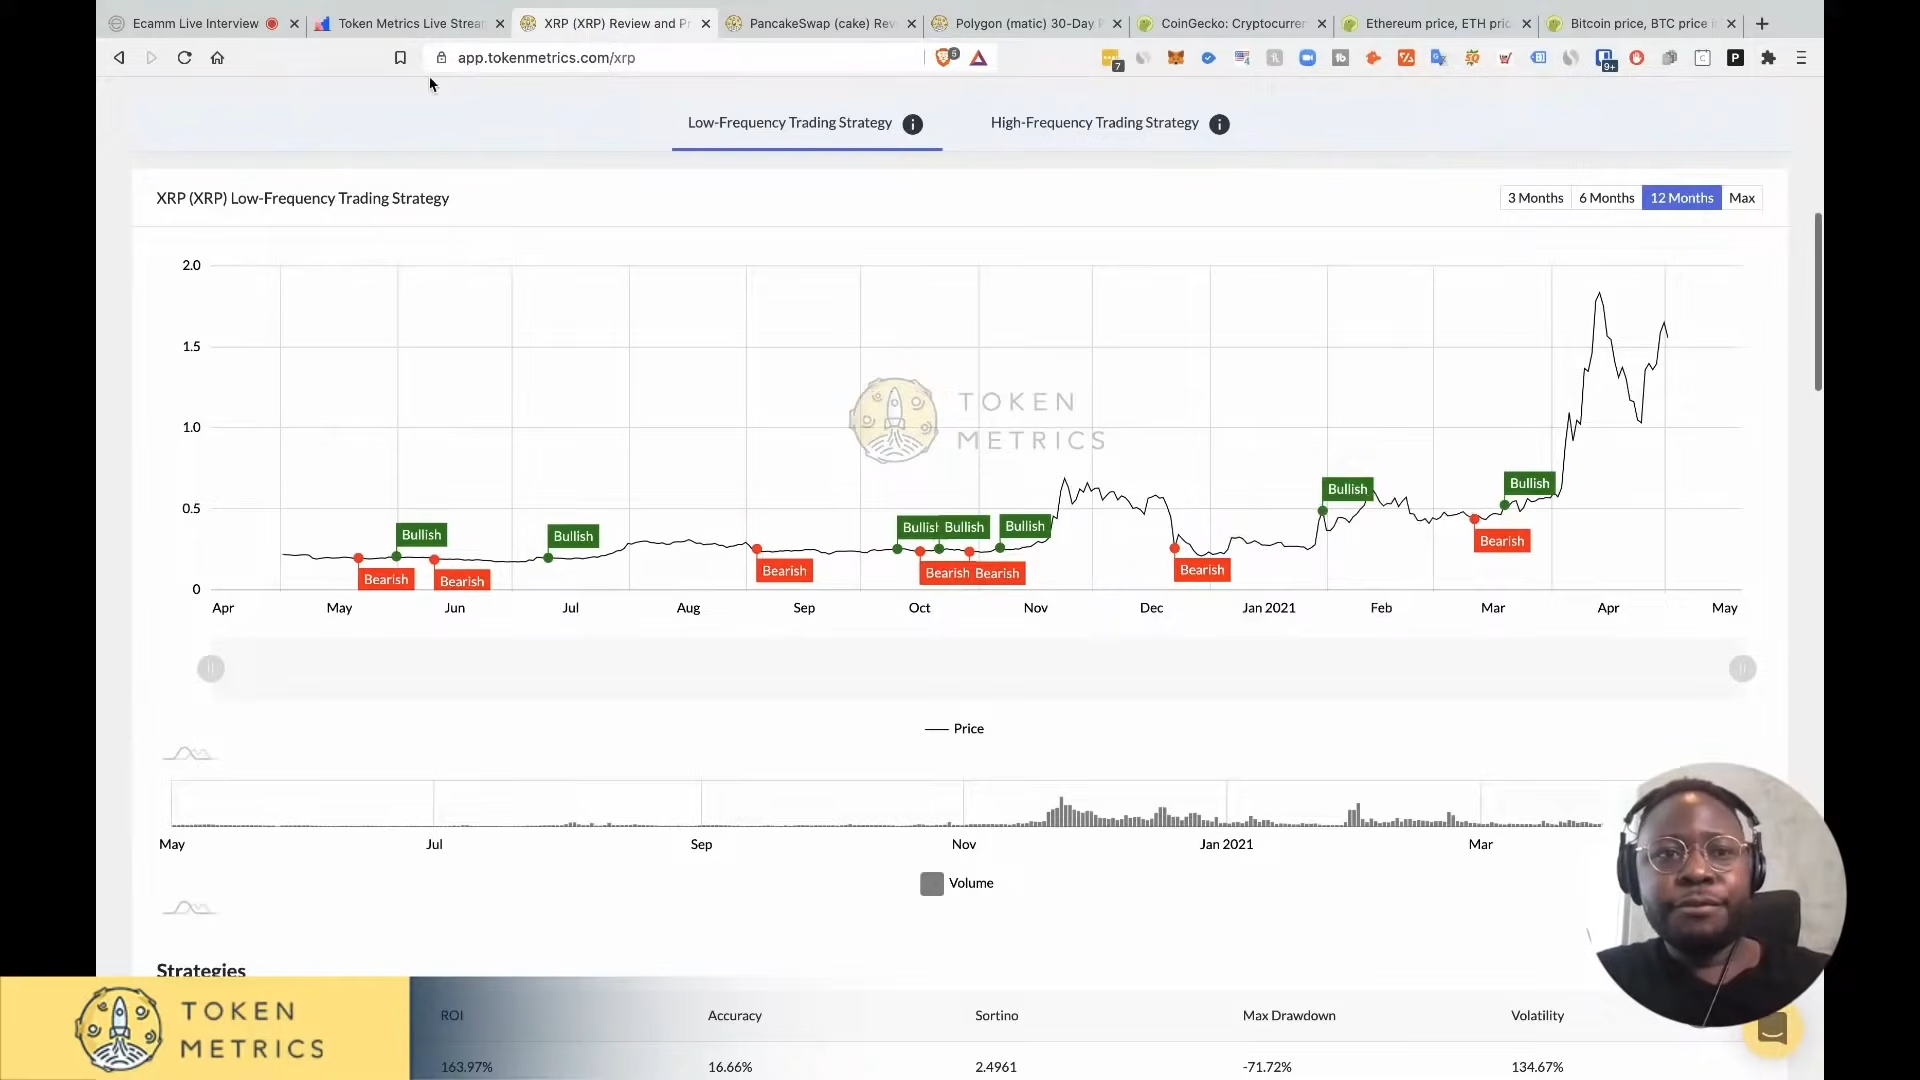 Ecamm Live Interview
Token Metrics Live Strea
XRP (XRP) Review and Pr
PancakeSwap (cake) Rev
Polygon (matic) 30-Day P
CoinGecko: Cryptocurren
Ethereum price, ETH pric
Bitcoin price, BTC price i
app.tokenmetrics.com/xrp
5
7
9+
Low-Frequency Trading Strategy
High-Frequency Trading Strategy
XRP (XRP) Low-Frequency Trading Strategy
3 Months
6 Months
12 Months
Max
2.0
1.5
1.0
0.5
0
TOKEN
METRICS
Bullish
Bullish
Bullish
Bullish
Bullish
Bullish
Bullish
Bearish
Bearish
Bearish
Bearish
Bearish
Bearish
Bearish
Apr
May
Jun
Jul
Aug
Sep
Oct
Nov
Dec
Jan 2021
Feb
Mar
Apr
May
Price
May
Jul
Sep
Nov
Jan 2021
Mar
Volume
Strategies
TOKEN
METRICS
ROI
Accuracy
Sortino
Max Drawdown
Volatility
163.97%
16.66%
2.4961
-71.72%
134.67%